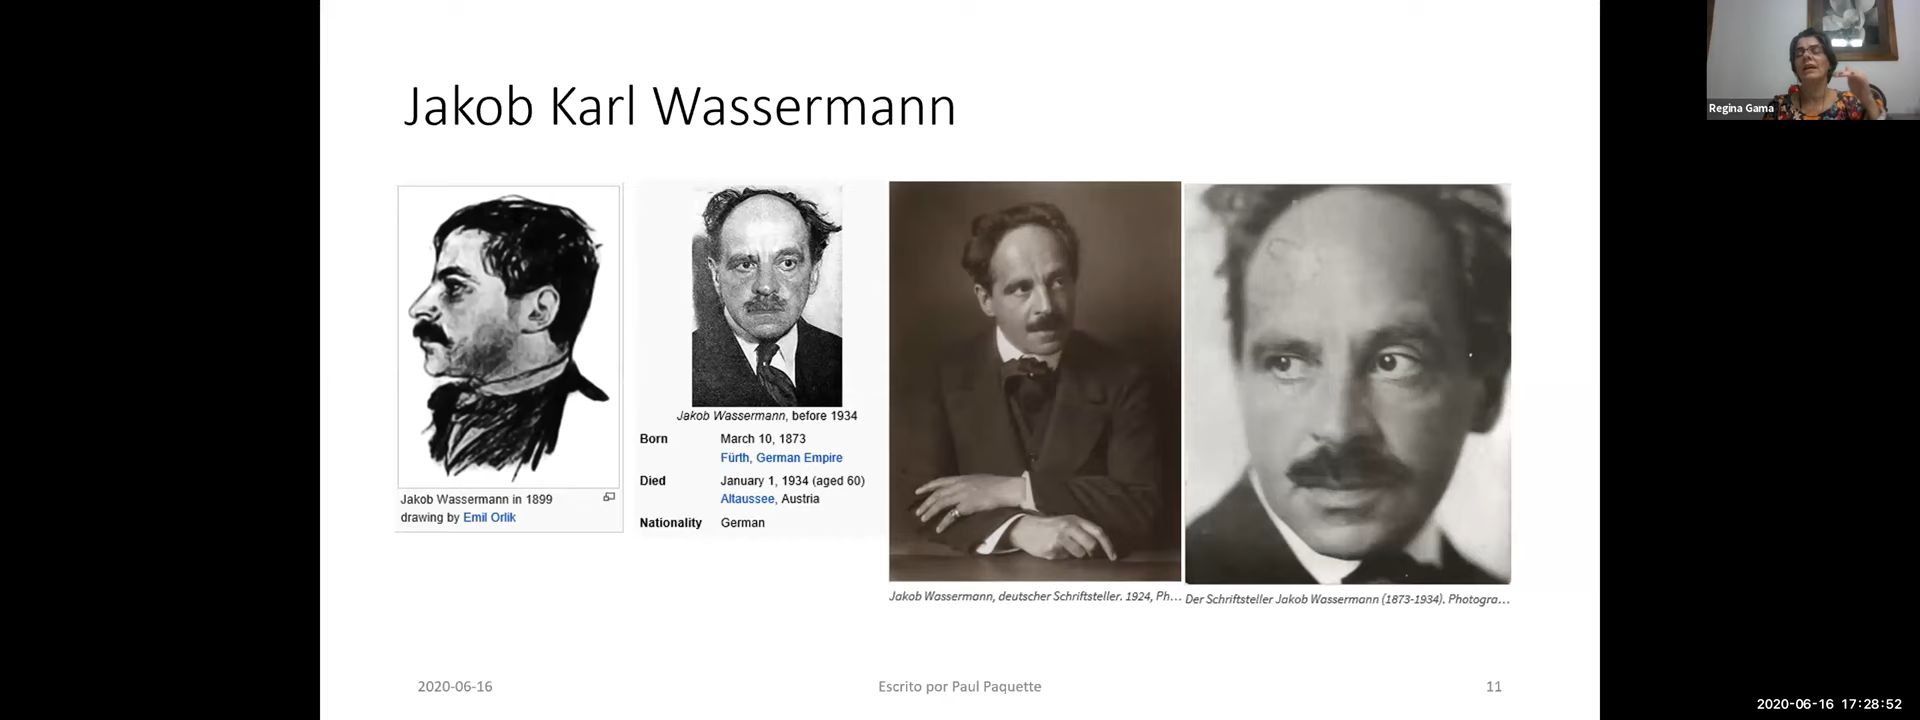 Jakob Karl Wassermann
Jakob Wassermann in 1899
drawing by Emil Orlik
Jakob Wassermann, before 1934
Born March 10, 1873
Fürth, German Empire
Died January 1, 1934 (aged 60)
Altaussee, Austria
Nationality German
Jakob Wassermann, deutscher Schriftsteller. 1924, Ph...
Der Schriftsteller Jakob Wassermann (1873-1934). Photogra...
2020-06-16
Escrito por Paul Paquette
11
Regina Gama
2020-06-16 17:28:52